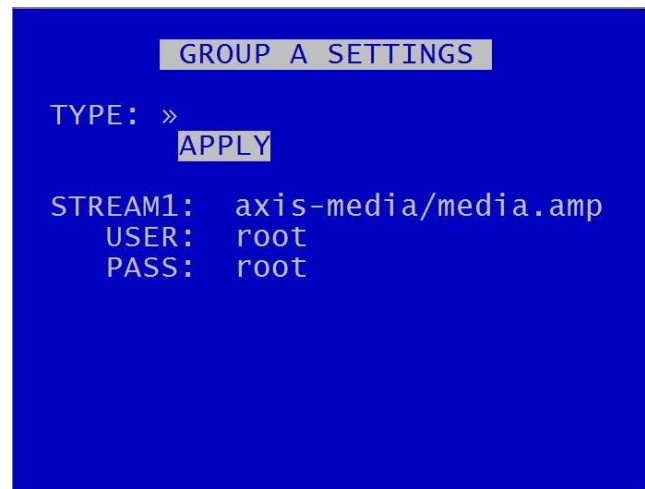 GROUP A SETTINGS
TYPE: »
APPLY
STREAM1: axis-media/media.amp
USER: root
PASS: root